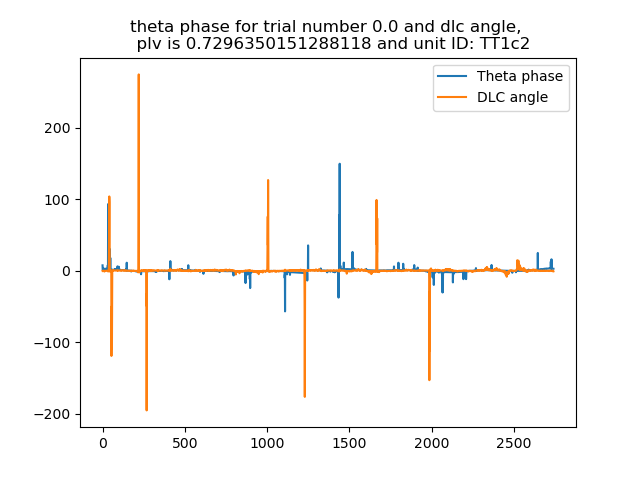 theta phase for trial number 0.0 and dlc angle,
plv is 0.7296350151288118 and unit ID: TT1c2
Theta phase
DLC angle
200
100
0
−100
−200
0
500
1000
1500
2000
2500